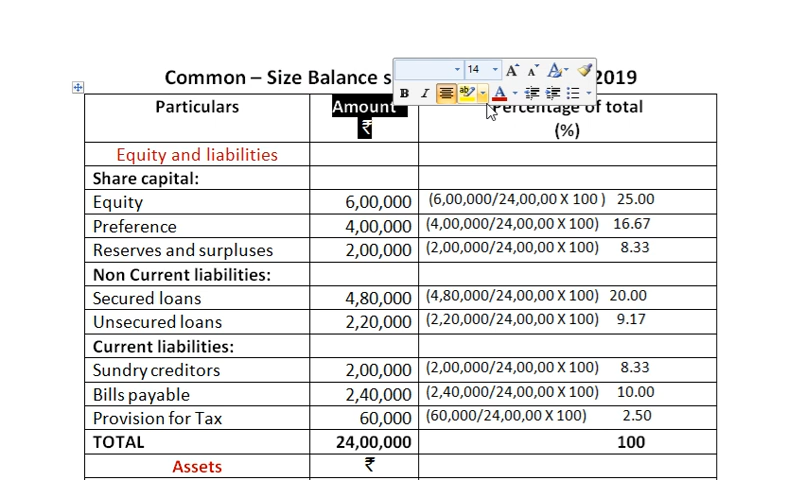 14
Common – Size Balance s 2019
B I ab A
Particulars Amount Percentage of total
₹ (%)
Equity and liabilities
Share capital:
Equity 6,00,000 (6,00,000/24,00,00 X 100 ) 25.00
Preference 4,00,000 (4,00,000/24,00,00 X 100) 16.67
Reserves and surpluses 2,00,000 (2,00,000/24,00,00 X 100) 8.33
Non Current liabilities:
Secured loans 4,80,000 (4,80,000/24,00,00 X 100) 20.00
Unsecured loans 2,20,000 (2,20,000/24,00,00 X 100) 9.17
Current liabilities:
Sundry creditors 2,00,000 (2,00,000/24,00,00 X 100) 8.33
Bills payable 2,40,000 (2,40,000/24,00,00 X 100) 10.00
Provision for Tax 60,000 (60,000/24,00,00 X 100) 2.50
TOTAL 24,00,000 100
Assets ₹